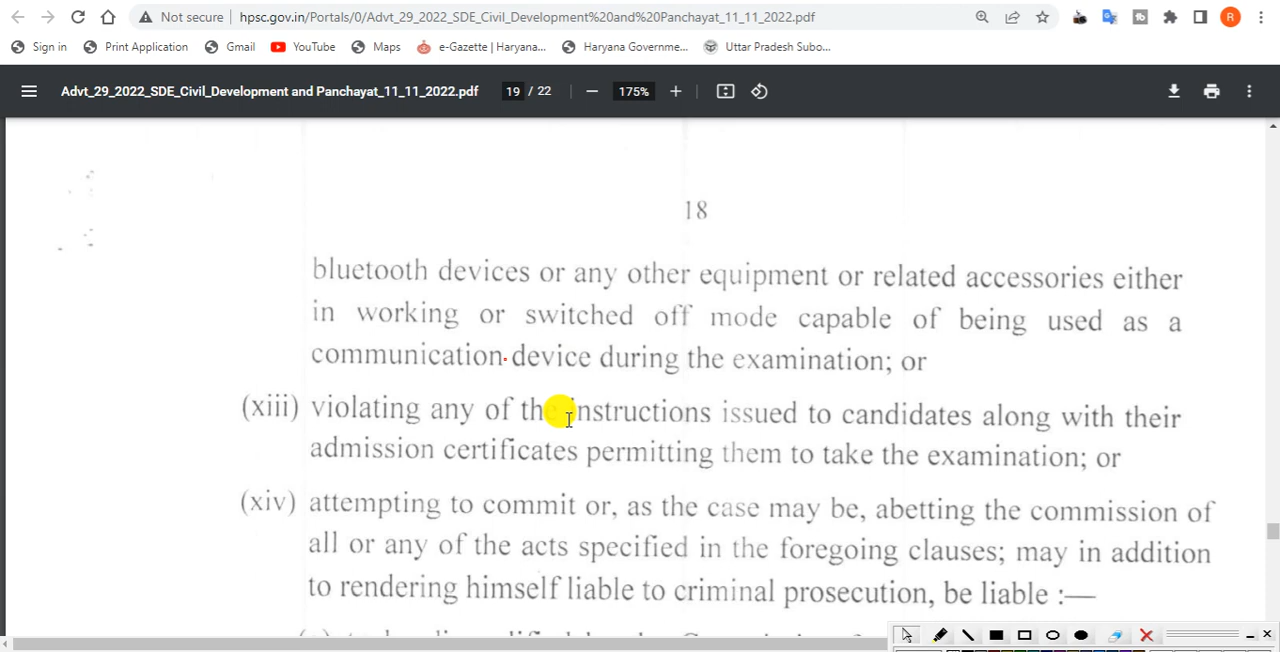 Not secure
hpsc.gov.in/Portals/0/Advt_29_2022_SDE_Civil_Development%20and%20Panchayat_11_11_2022.pdf
R
Sign in
Print Application
Gmail
YouTube
Maps
e-Gazette | Haryana...
Haryana Governme...
Uttar Pradesh Subo...
Advt_29_2022_SDE_Civil_Development and Panchayat_11_11_2022.pdf
19 / 22
175%
18
bluetooth devices or any other equipment or related accessories either
in working or switched off mode capable of being used as a
communication device during the examination; or
(xiii) violating any of the instructions issued to candidates along with their
admission certificates permitting them to take the examination; or
(xiv) attempting to commit or, as the case may be, abetting the commission of
all or any of the acts specified in the foregoing clauses; may in addition
to rendering himself liable to criminal prosecution, be liable :—